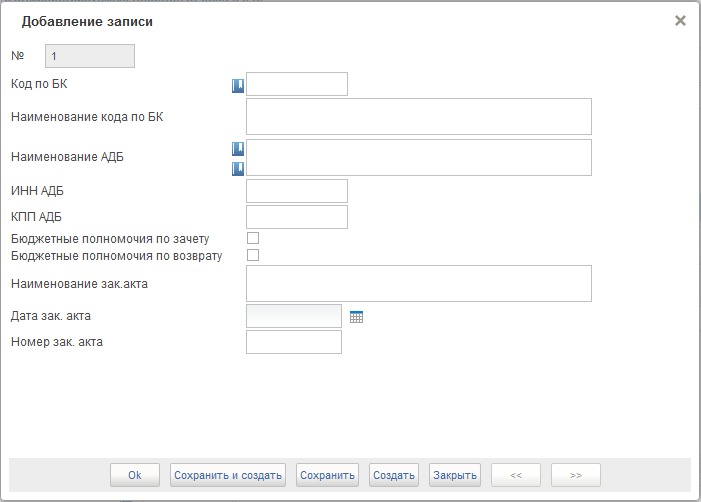 Добавление записи
№ 1
Код по БК
Наименование кода по БК
Наименование АДБ
ИНН АДБ
КПП АДБ
Бюджетные полномочия по зачету
Бюджетные полномочия по возврату
Наименование зак.акта
Дата зак. акта
Номер зак. акта
Ok Сохранить и создать Сохранить Создать Закрыть << >>